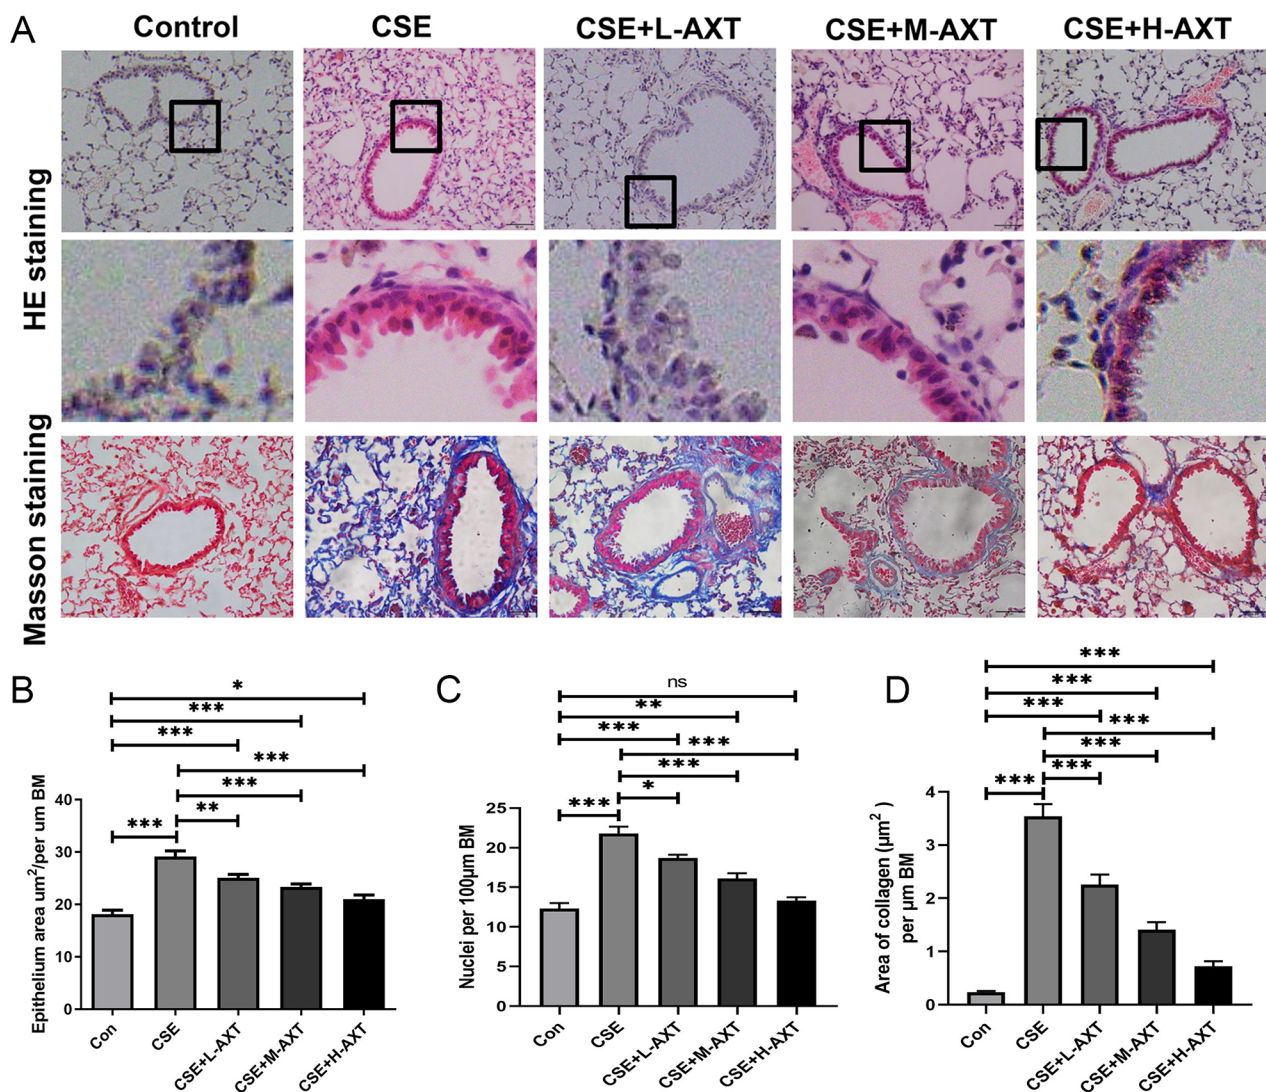 A
Control
CSE
CSE+L-AXT
CSE+M-AXT
CSE+H-AXT
HE staining
Masson staining
B
*
***
***
***
***
**
***
Epithelium area um²/per um BM
40
30
20
10
0
Con
CSE
CSE+L-AXT
CSE+M-AXT
CSE+H-AXT
C
ns
**
***
***
***
*
***
Nuclei per 100µm BM
25
20
15
10
5
0
Con
CSE
CSE+L-AXT
CSE+M-AXT
CSE+H-AXT
D
***
***
***
***
***
***
***
Area of collagen (µm² )
per µm BM
4
3
2
1
0
Con
CSE
CSE+L-AXT
CSE+M-AXT
CSE+H-AXT